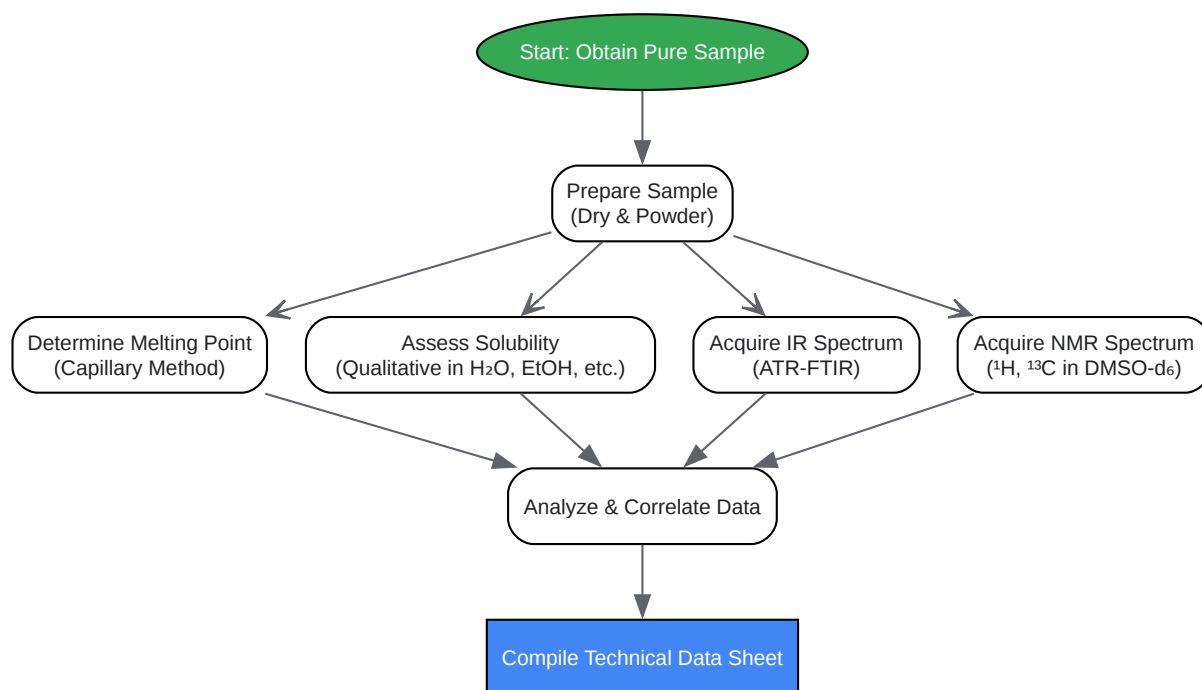 Start: Obtain Pure Sample
Prepare Sample
(Dry & Powder)
Determine Melting Point
(Capillary Method)
Assess Solubility
(Qualitative in H₂O, EtOH, etc.)
Acquire IR Spectrum
(ATR-FTIR)
Acquire NMR Spectrum
(¹H, ¹³C in DMSO-d₆)
Analyze & Correlate Data
Compile Technical Data Sheet